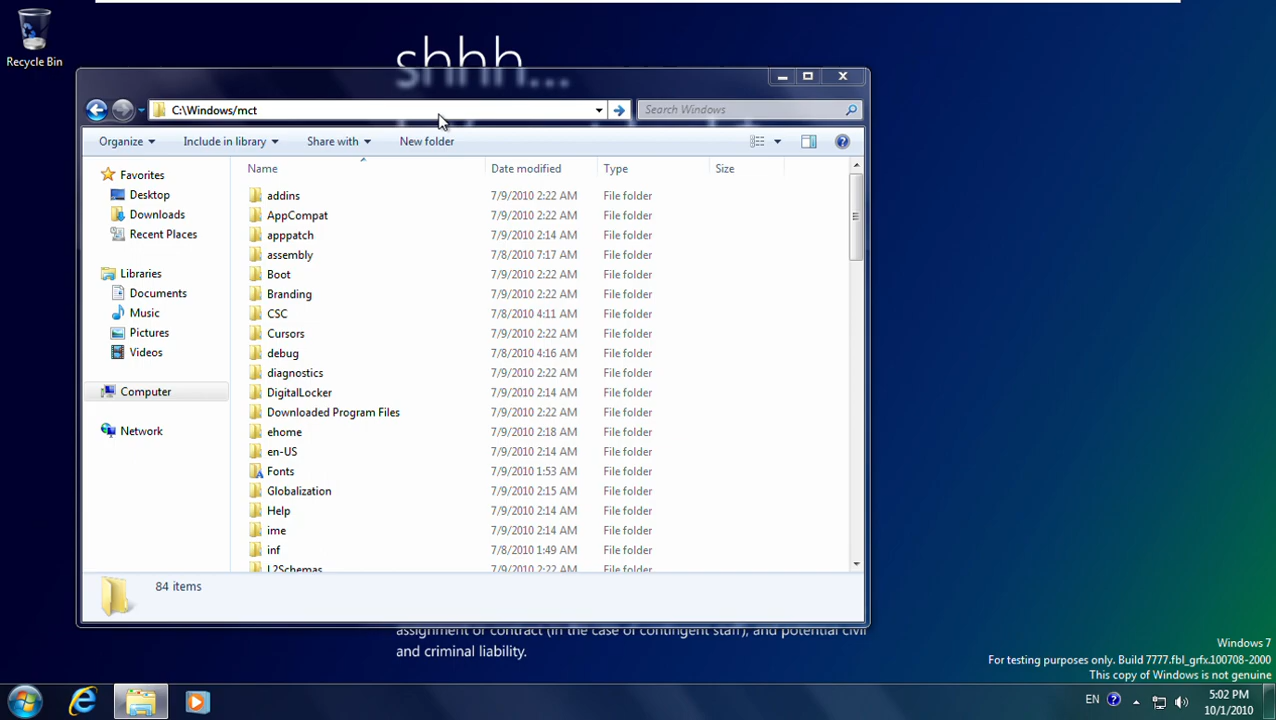 Recycle Bin
shhh...
C:\Windows/mct
Search Windows
Organize
Include in library
Share with
New folder
Name Date modified Type Size
Favorites
Desktop
Downloads
Recent Places
Libraries
Documents
Music
Pictures
Videos
Computer
Network
addins 7/9/2010 2:22 AM File folder
AppCompat 7/9/2010 2:22 AM File folder
apppatch 7/9/2010 2:14 AM File folder
assembly 7/8/2010 7:17 AM File folder
Boot 7/9/2010 2:22 AM File folder
Branding 7/9/2010 2:22 AM File folder
CSC 7/8/2010 4:11 AM File folder
Cursors 7/9/2010 2:22 AM File folder
debug 7/8/2010 4:16 AM File folder
diagnostics 7/9/2010 2:22 AM File folder
DigitalLocker 7/9/2010 2:14 AM File folder
Downloaded Program Files 7/9/2010 2:22 AM File folder
ehome 7/9/2010 2:18 AM File folder
en-US 7/9/2010 2:14 AM File folder
Fonts 7/9/2010 1:53 AM File folder
Globalization 7/9/2010 2:15 AM File folder
Help 7/9/2010 2:14 AM File folder
ime 7/9/2010 2:14 AM File folder
inf 7/8/2010 1:49 AM File folder
L2Schemas 7/9/2010 2:22 AM File folder
84 items
assignment or contract (in the case of contingent staff), and potential civil
and criminal liability.
Windows 7
For testing purposes only. Build 7777.fbl_grfx.100708-2000
This copy of Windows is not genuine
EN
5:02 PM
10/1/2010